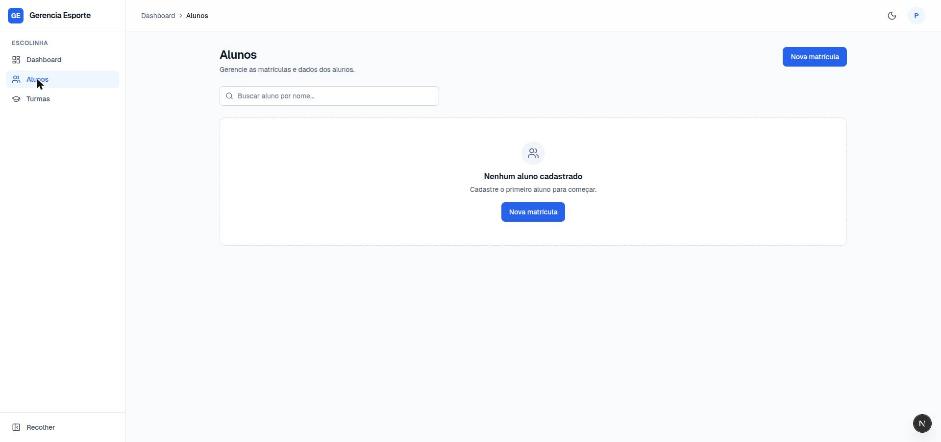 GE Gerencia Esporte
Dashboard > Alunos
P
ESCOLINHA
Dashboard
Alunos
Turmas
Alunos
Gerencie as matrículas e dados dos alunos.
Nova matrícula
Buscar aluno por nome...
Nenhum aluno cadastrado
Cadastre o primeiro aluno para começar.
Nova matrícula
Recolher
N